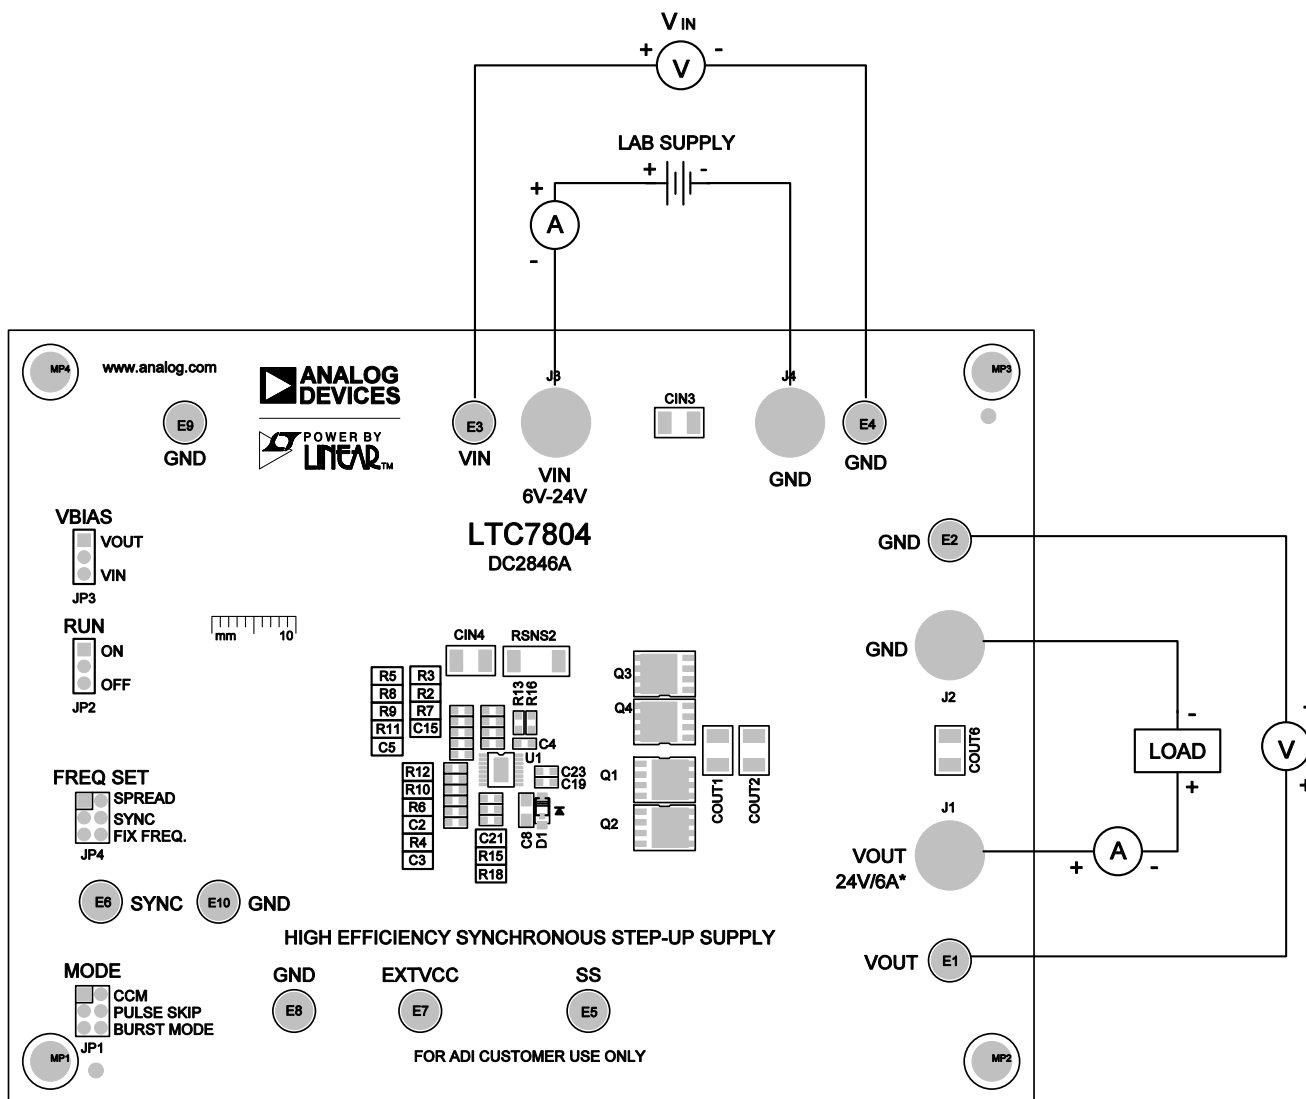 V IN
+ -
V
LAB SUPPLY
+ -
+
A
-
MP4
www.analog.com
ANALOG
DEVICES
POWER BY
LINEAR™
E9
GND
E3
VIN
J3
VIN
6V-24V
CIN3
J4
GND
E4
GND
MP3
LTC7804
DC2846A
VBIAS
VOUT
VIN
JP3
RUN
ON
OFF
JP2
mm 10
GND E2
GND
J2
-
LOAD
+
-
V
+
COUT6
J1
VOUT
24V/6A*
+ A -
VOUT E1
CIN4
RSNS2
R5
R8
R9
R11
C5
R3
R2
R7
C15
R13
R16
C4
U1
C23
C19
R12
R10
R6
C2
R4
C3
C21
R15
R18
C8
D1
Q3
Q4
Q1
Q2
COUT1
COUT2
FREQ SET
SPREAD
SYNC
FIX FREQ.
JP4
E6 SYNC E10 GND
HIGH EFFICIENCY SYNCHRONOUS STEP-UP SUPPLY
MODE
CCM
PULSE SKIP
BURST MODE
JP1
MP1
GND
E8
EXTVCC
E7
SS
E5
FOR ADI CUSTOMER USE ONLY
MP2